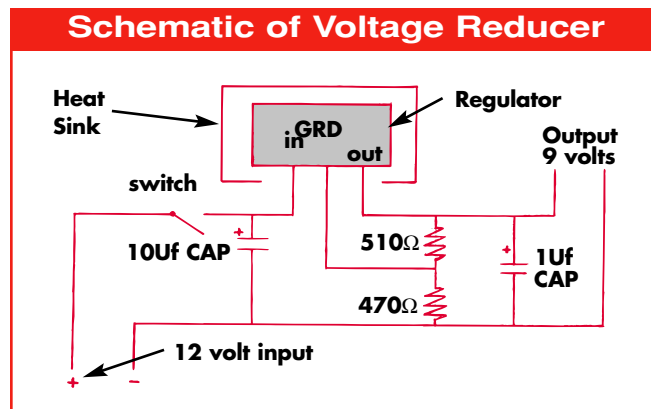 Schematic of Voltage Reducer
Heat
Sink
Regulator
GRD
in
out
Output
9 volts
switch
+
10Uf CAP
510Ω
+
1Uf
CAP
470Ω
12 volt input
+ -